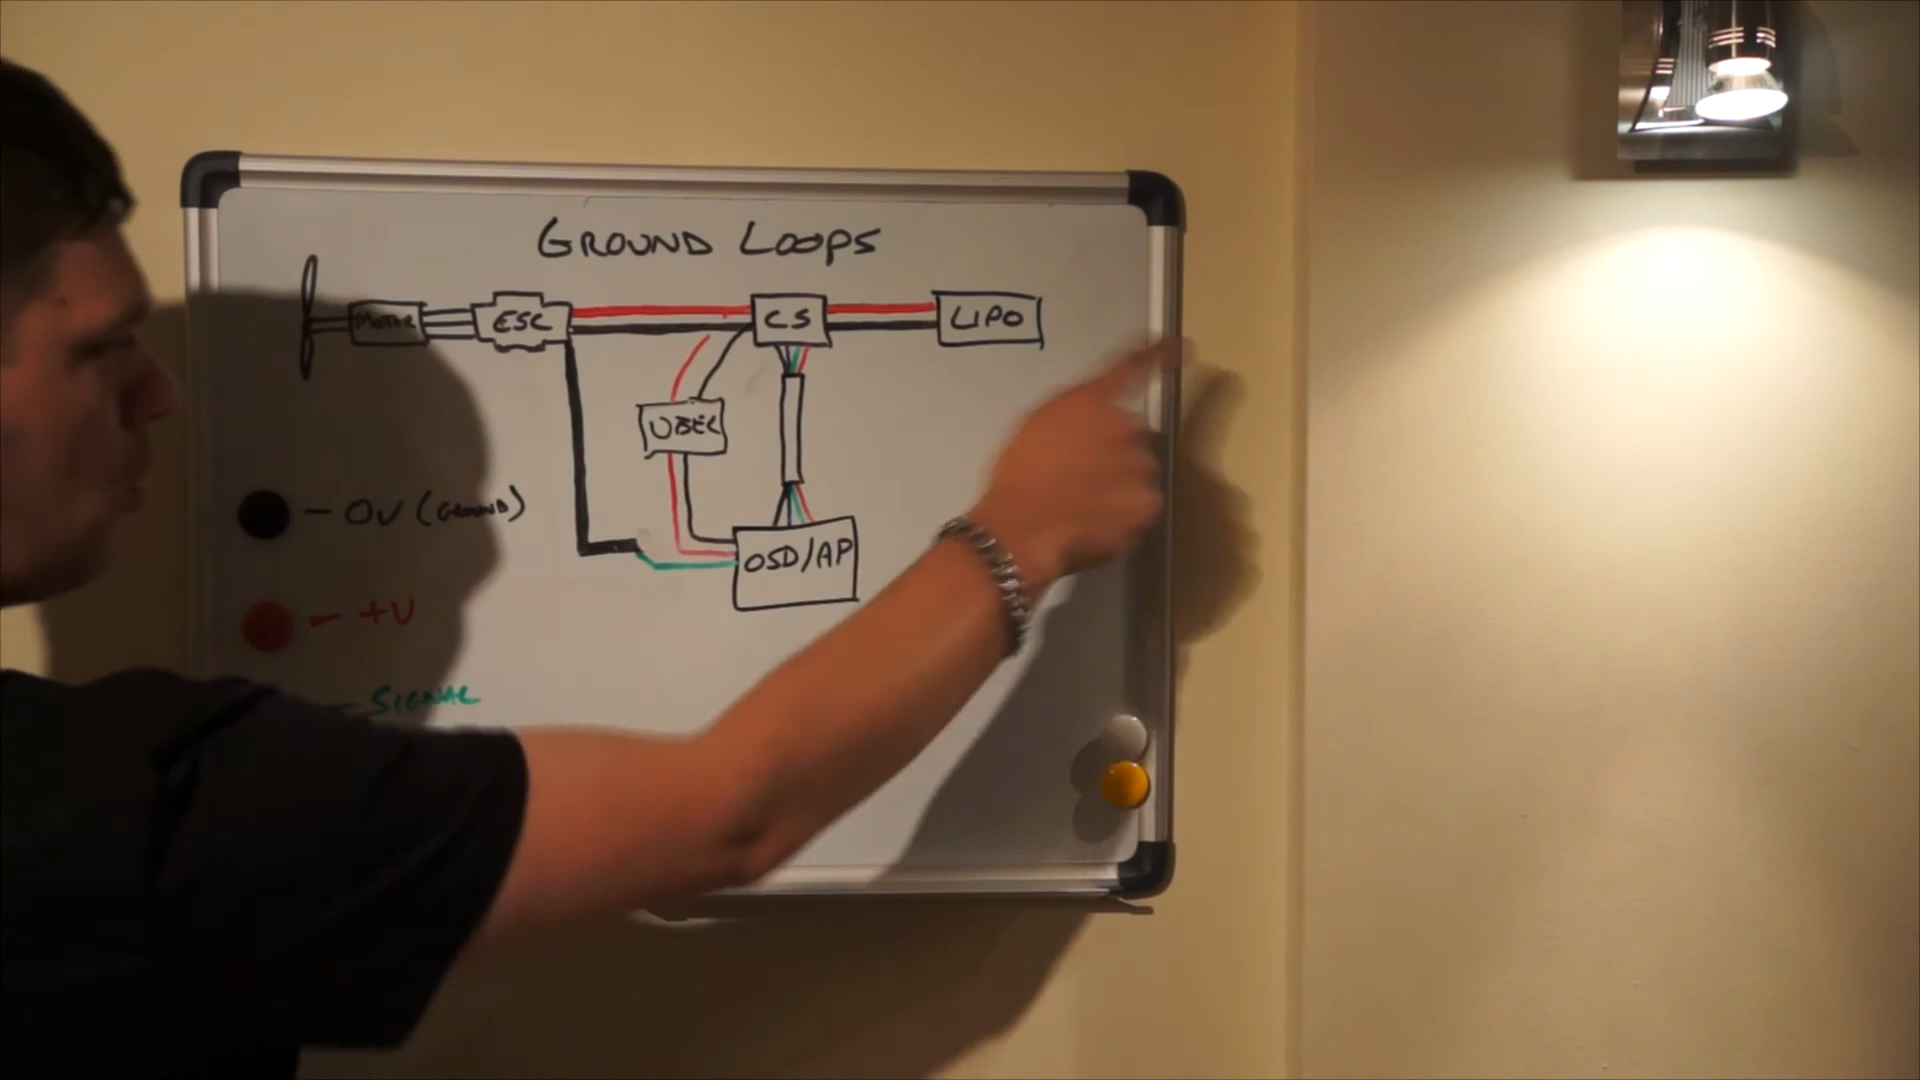 GROUND LOOPS
MOTOR
ESC
CS
LIPO
UBEC
OSD/AP
- 0V (GROUND)
- +V
- SIGNAL